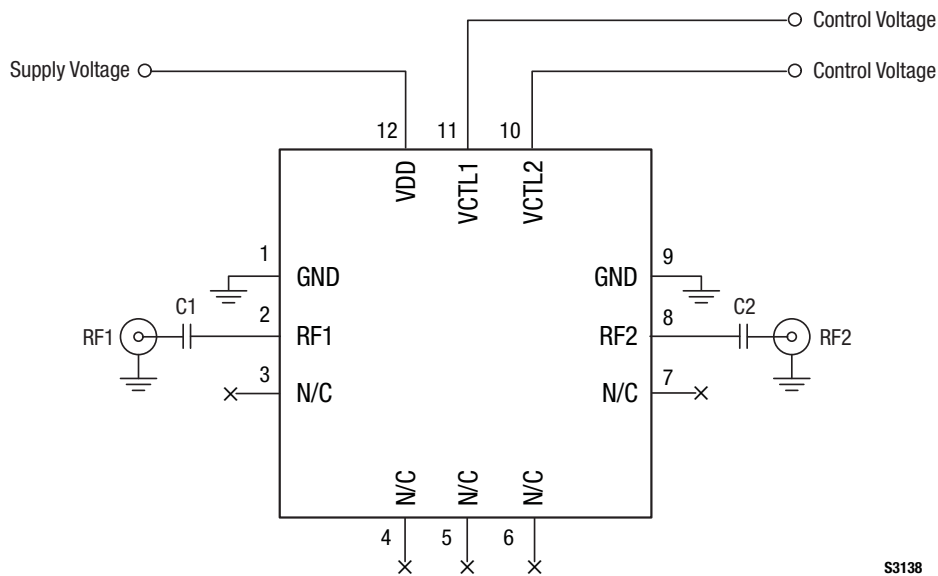 Control Voltage
Supply Voltage
Control Voltage
12
11
10
VDD
VCTL1
VCTL2
1
9
GND
GND
C1
2
8
C2
RF1
RF1
RF2
RF2
3
7
N/C
N/C
N/C
N/C
N/C
4
5
6
S3138